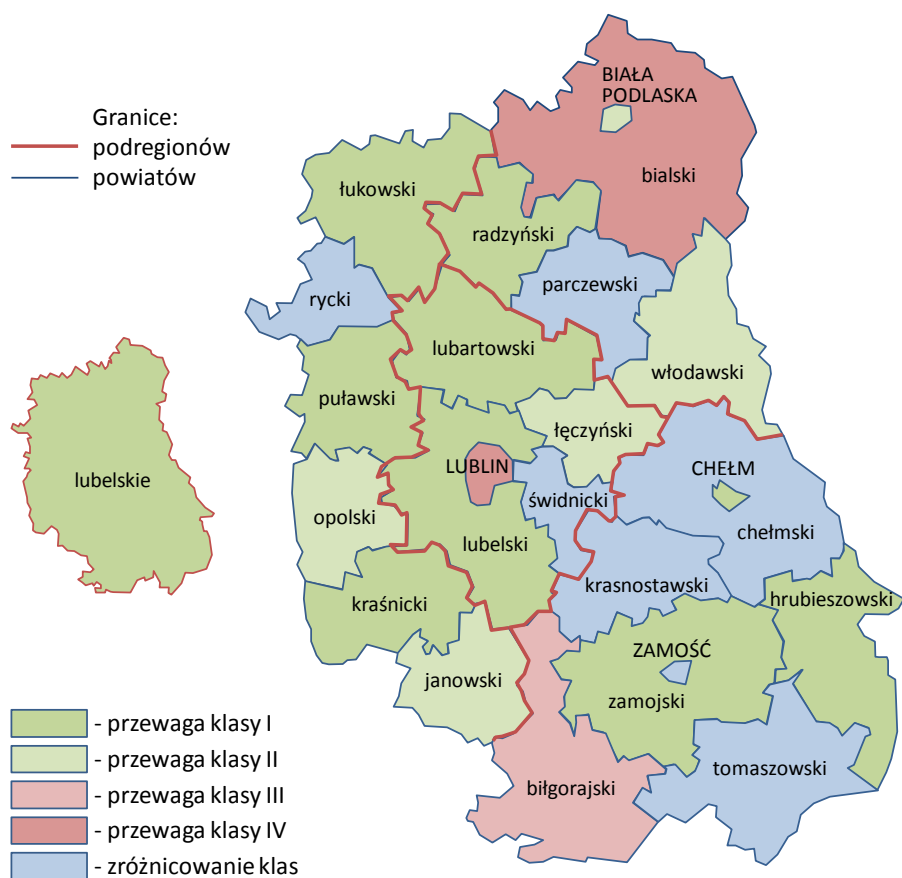 Granice:
podregionów
powiatów
BIAŁA
PODLASKA
bialski
łukowski
radzyński
parczewski
rycki
lubartowski
włodawski
puławski
łęczyński
lubelskie
LUBLIN
CHEŁM
świdnicki
opolski
chełmski
lubelski
krasnostawski
hrubieszowski
kraśnicki
ZAMOŚĆ
janowski
zamojski
- przewaga klasy I
- przewaga klasy II
tomaszowski
biłgorajski
- przewaga klasy III
- przewaga klasy IV
- zróżnicowanie klas